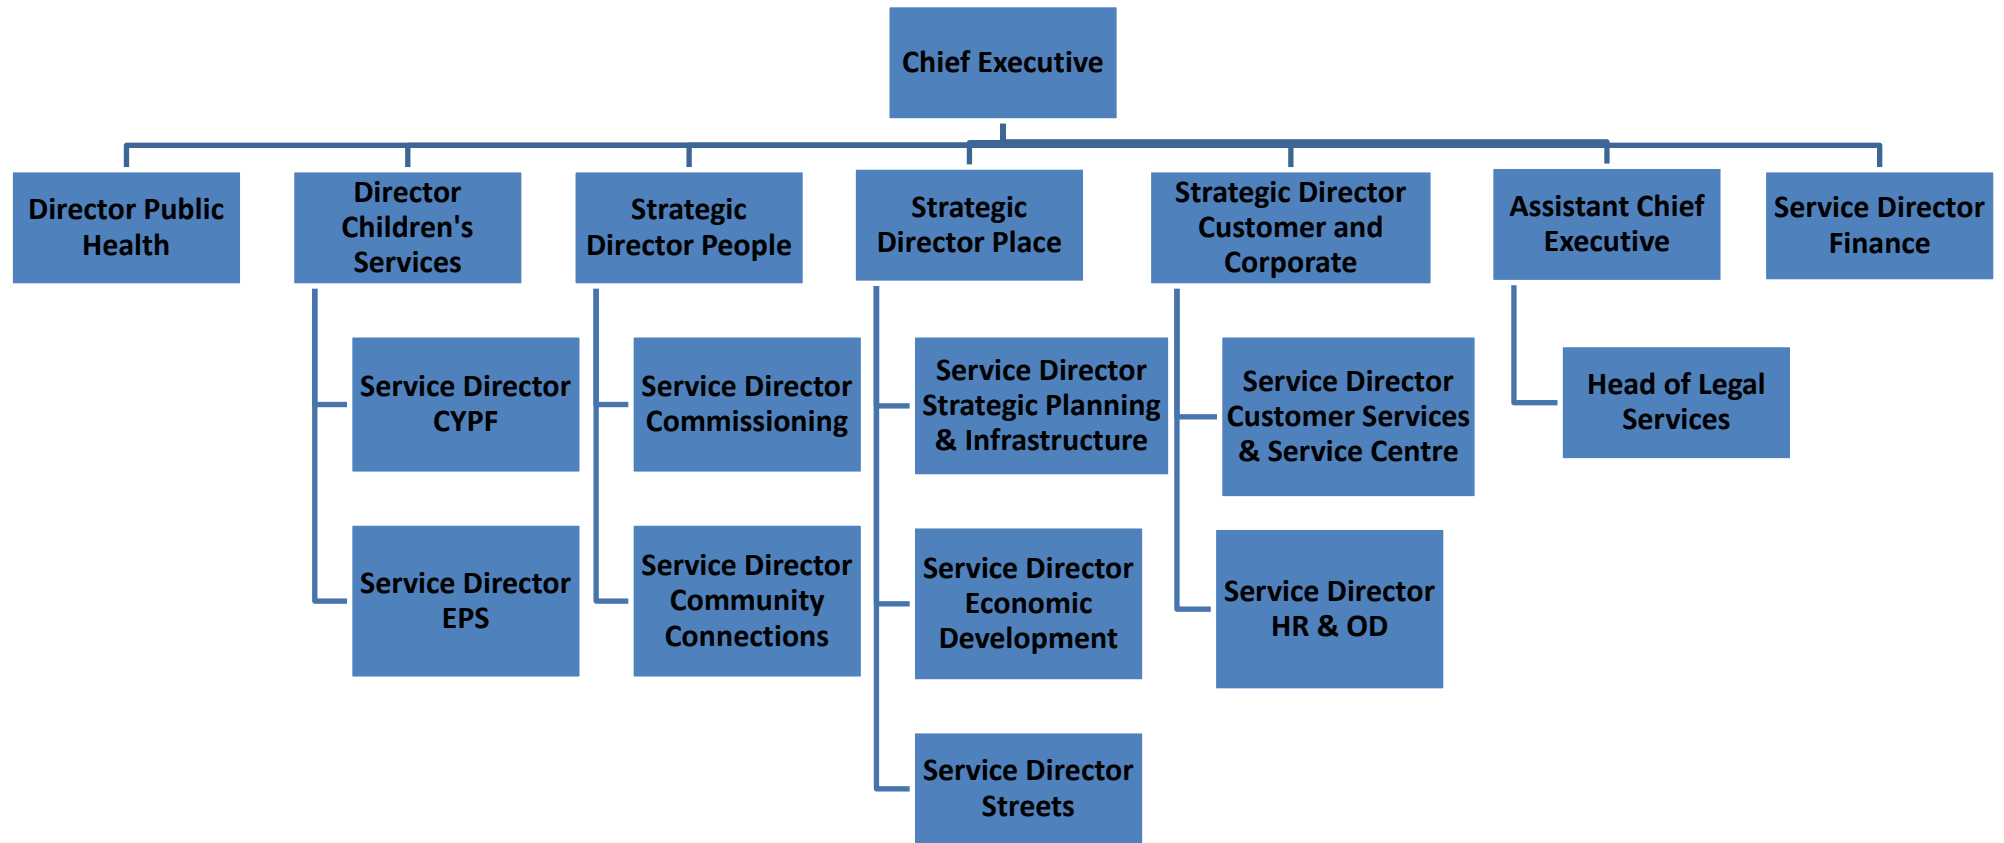 Chief Executive
Director Public
Health
Director
Children's
Services
Strategic
Director People
Strategic
Director Place
Strategic Director
Customer and
Corporate
Assistant Chief
Executive
Service Director
Finance
Service Director
CYPF
Service Director
Commissioning
Service Director
Strategic Planning
& Infrastructure
Service Director
Customer Services
& Service Centre
Head of Legal
Services
Service Director
EPS
Service Director
Community
Connections
Service Director
Economic
Development
Service Director
HR & OD
Service Director
Streets